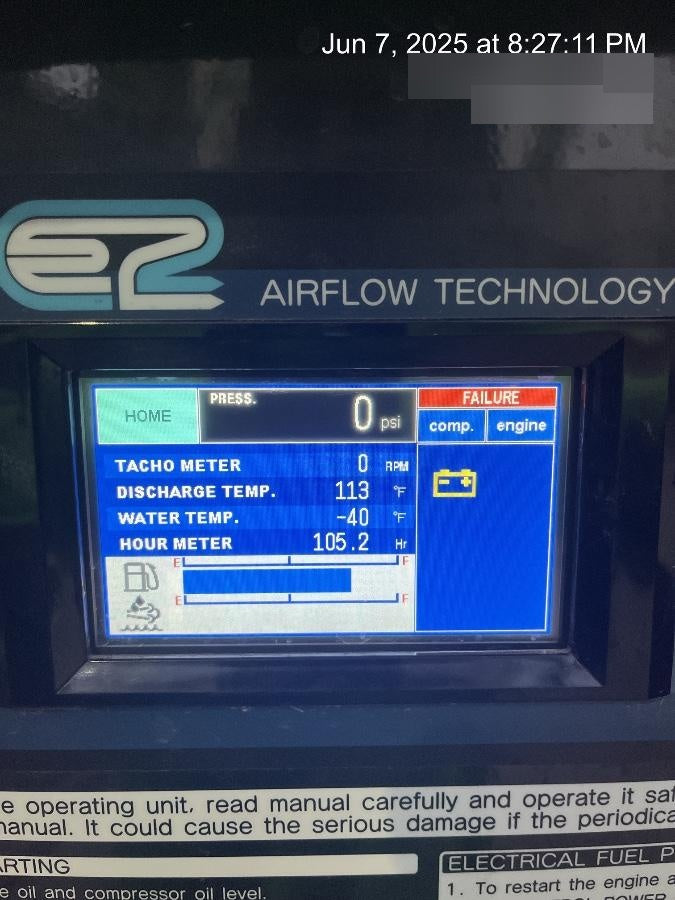 Jun 7, 2025 at 8:27:11 PM
e2
AIRFLOW TECHNOLOGY
HOME
PRESS.
0 psi
FAILURE
comp. engine
TACHO METER 0 RPM
DISCHARGE TEMP. 113 °F
WATER TEMP. -40 °F
HOUR METER 105.2 Hr
E F
E F
e operating unit, read manual carefully and operate it saf
manual. It could cause the serious damage if the periodica
ARTING
e oil and compressor oil level.
ELECTRICAL FUEL P
1. To restart the engine a